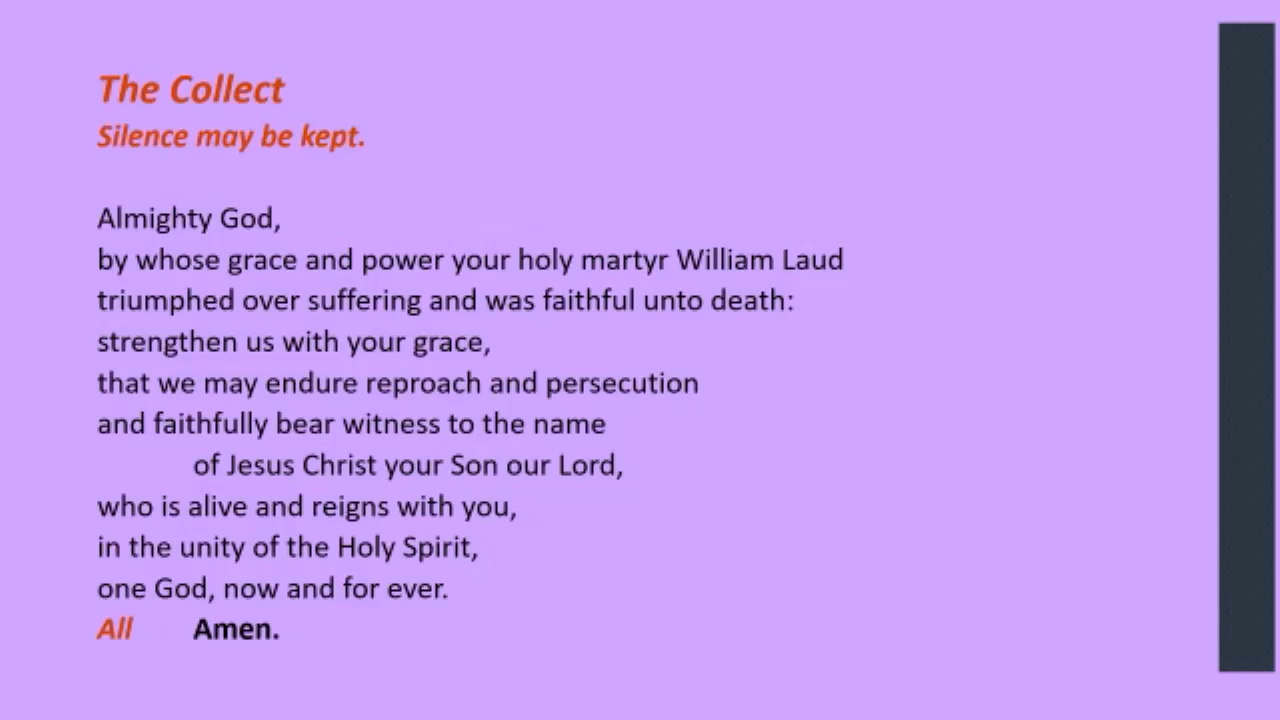 The Collect
Silence may be kept.
Almighty God,
by whose grace and power your holy martyr William Laud
triumphed over suffering and was faithful unto death:
strengthen us with your grace,
that we may endure reproach and persecution
and faithfully bear witness to the name
of Jesus Christ your Son our Lord,
who is alive and reigns with you,
in the unity of the Holy Spirit,
one God, now and for ever.
All Amen.